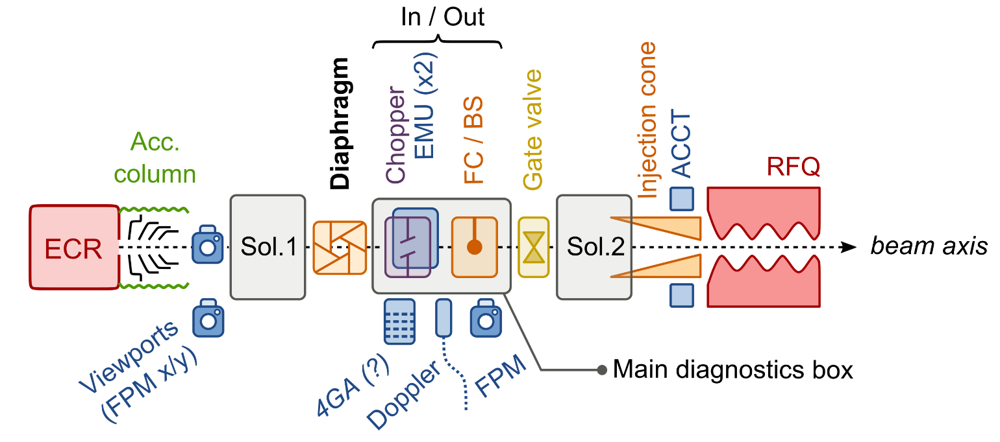 In / Out
Diaphragm
Chopper
EMU (x2)
FC / BS
Gate valve
Injection cone
ACCT
Acc.
column
RFQ
ECR
Sol.1
Sol.2
beam axis
Viewports
(FPM x/y)
4GA (?)
Doppler
FPM
Main diagnostics box